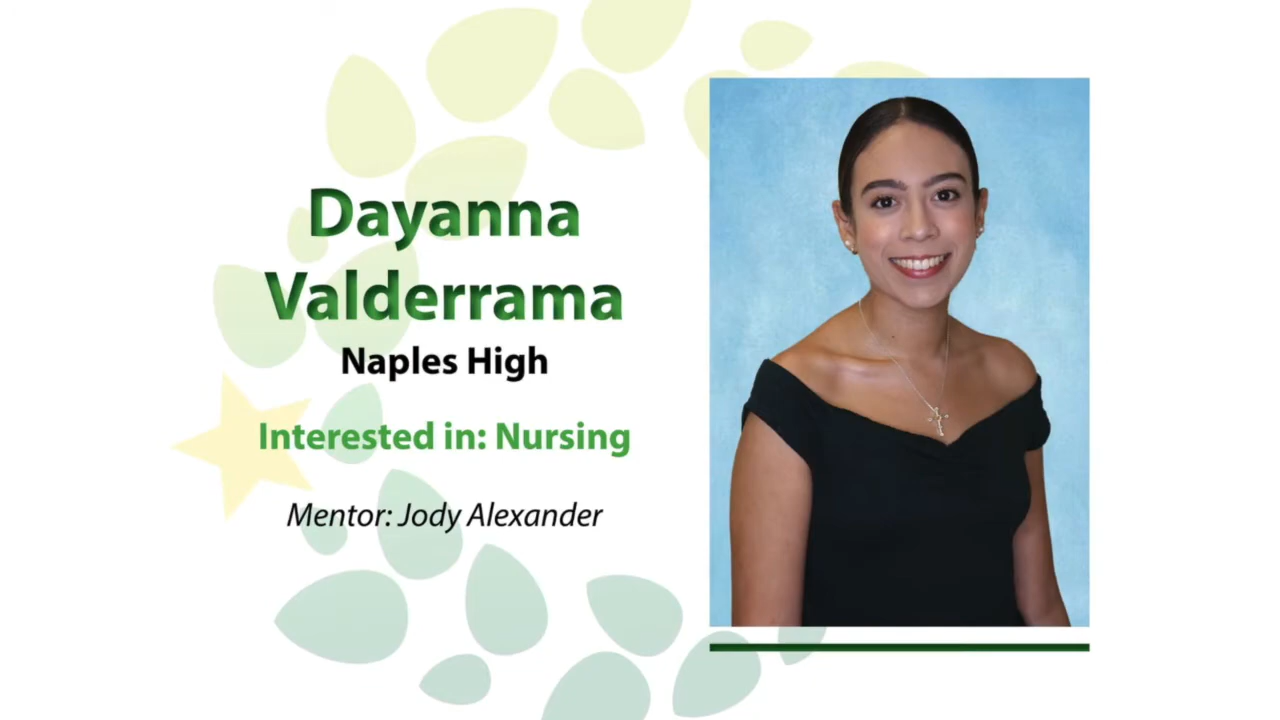 Dayanna
Valderrama
Naples High
Interested in: Nursing
Mentor: Jody Alexander